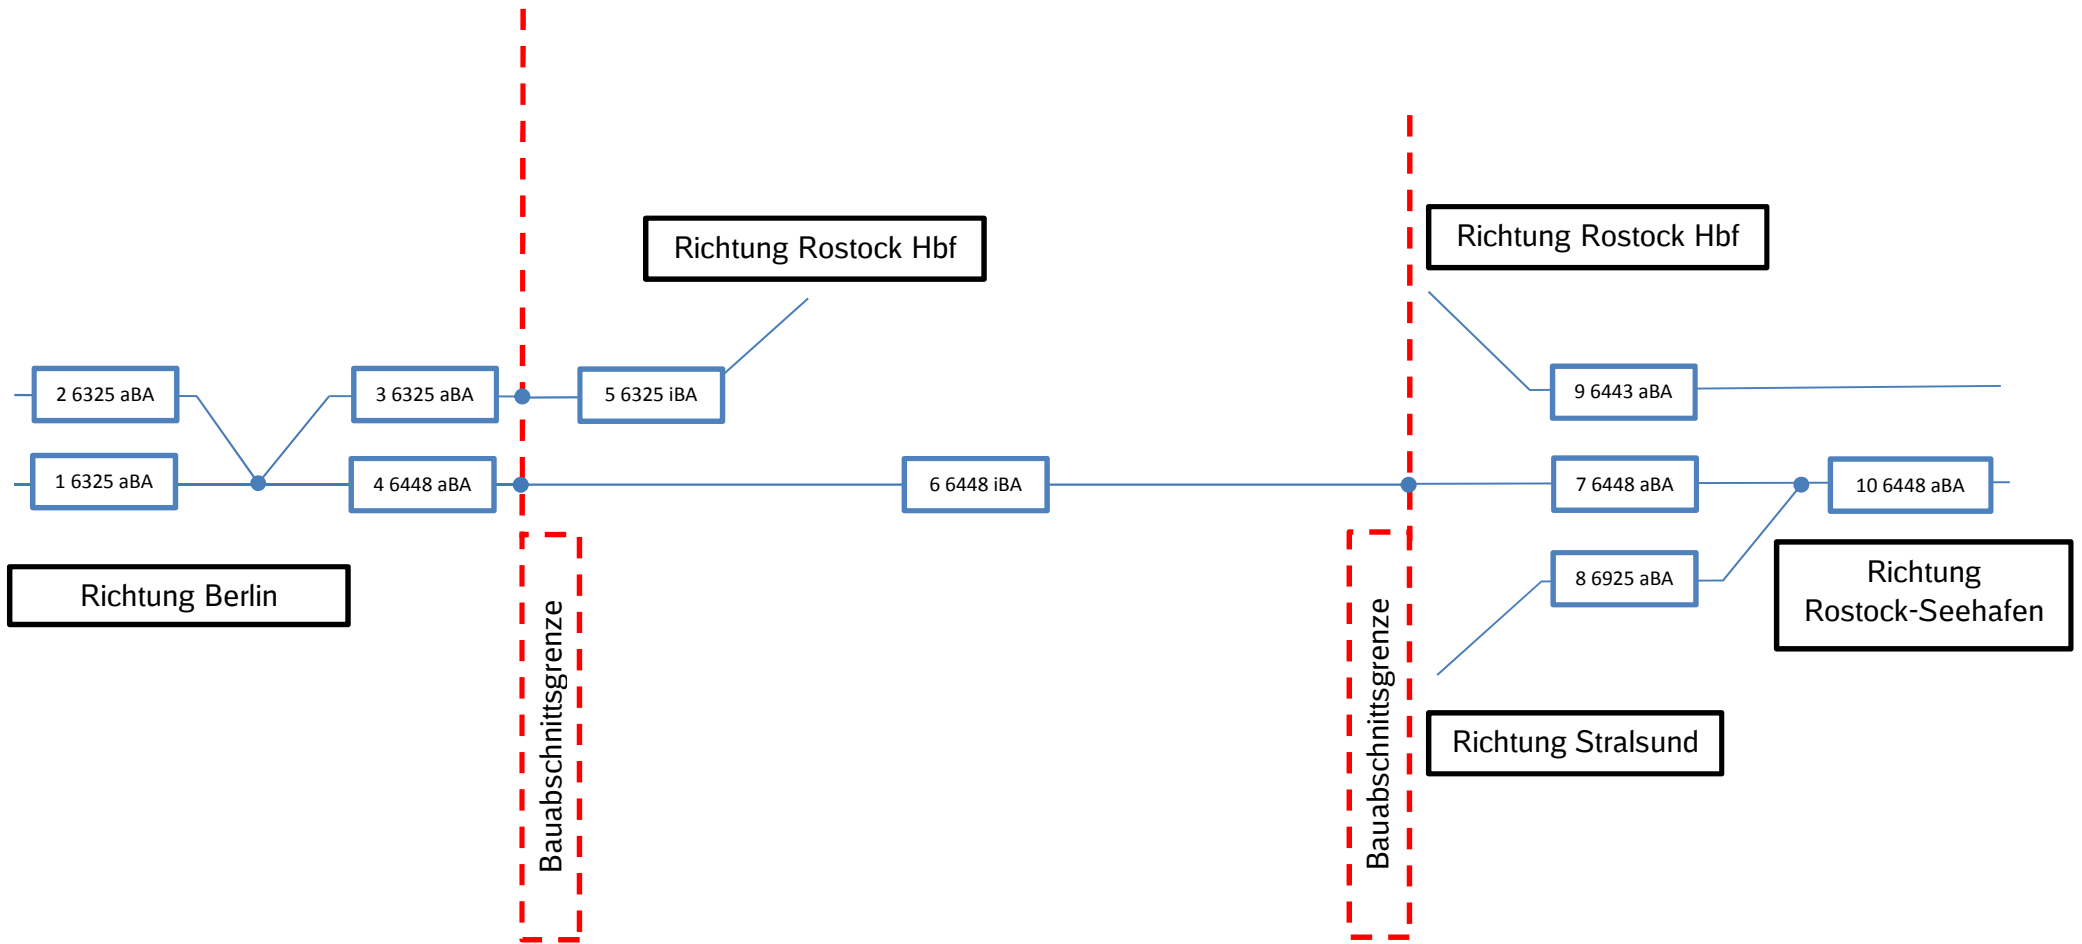 Richtung Rostock Hbf
Richtung Rostock Hbf
2 6325 aBA
3 6325 aBA
5 6325 iBA
9 6443 aBA
1 6325 aBA
4 6448 aBA
6 6448 iBA
7 6448 aBA
10 6448 aBA
8 6925 aBA
Richtung Berlin
Richtung
Rostock-Seehafen
Bauabschnittsgrenze
Bauabschnittsgrenze
Richtung Stralsund